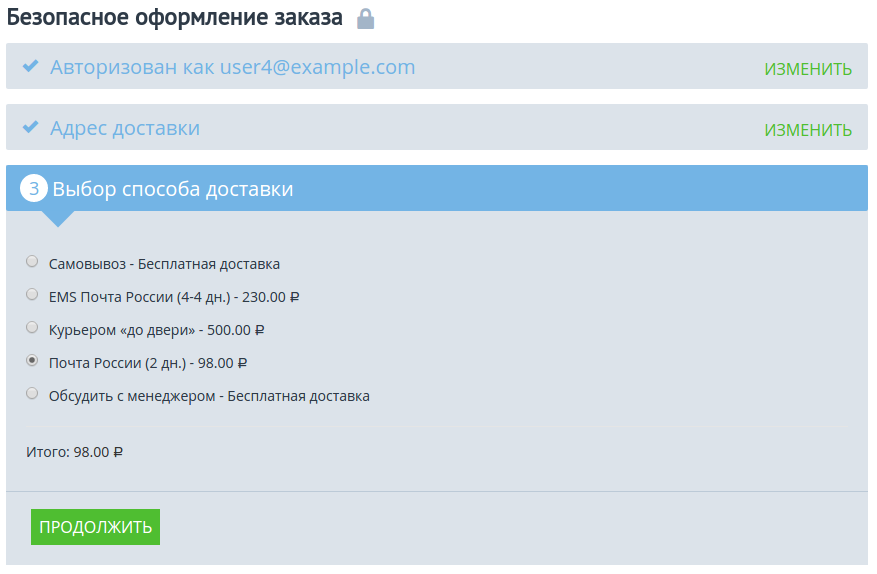 Безопасное оформление заказа
Авторизован как user4@example.com
ИЗМЕНИТЬ
Адрес доставки
ИЗМЕНИТЬ
3 Выбор способа доставки
Самовывоз - Бесплатная доставка
EMS Почта России (4-4 дн.) - 230.00 ₽
Курьером «до двери» - 500.00 ₽
Почта России (2 дн.) - 98.00 ₽
Обсудить с менеджером - Бесплатная доставка
Итого: 98.00 ₽
ПРОДОЛЖИТЬ